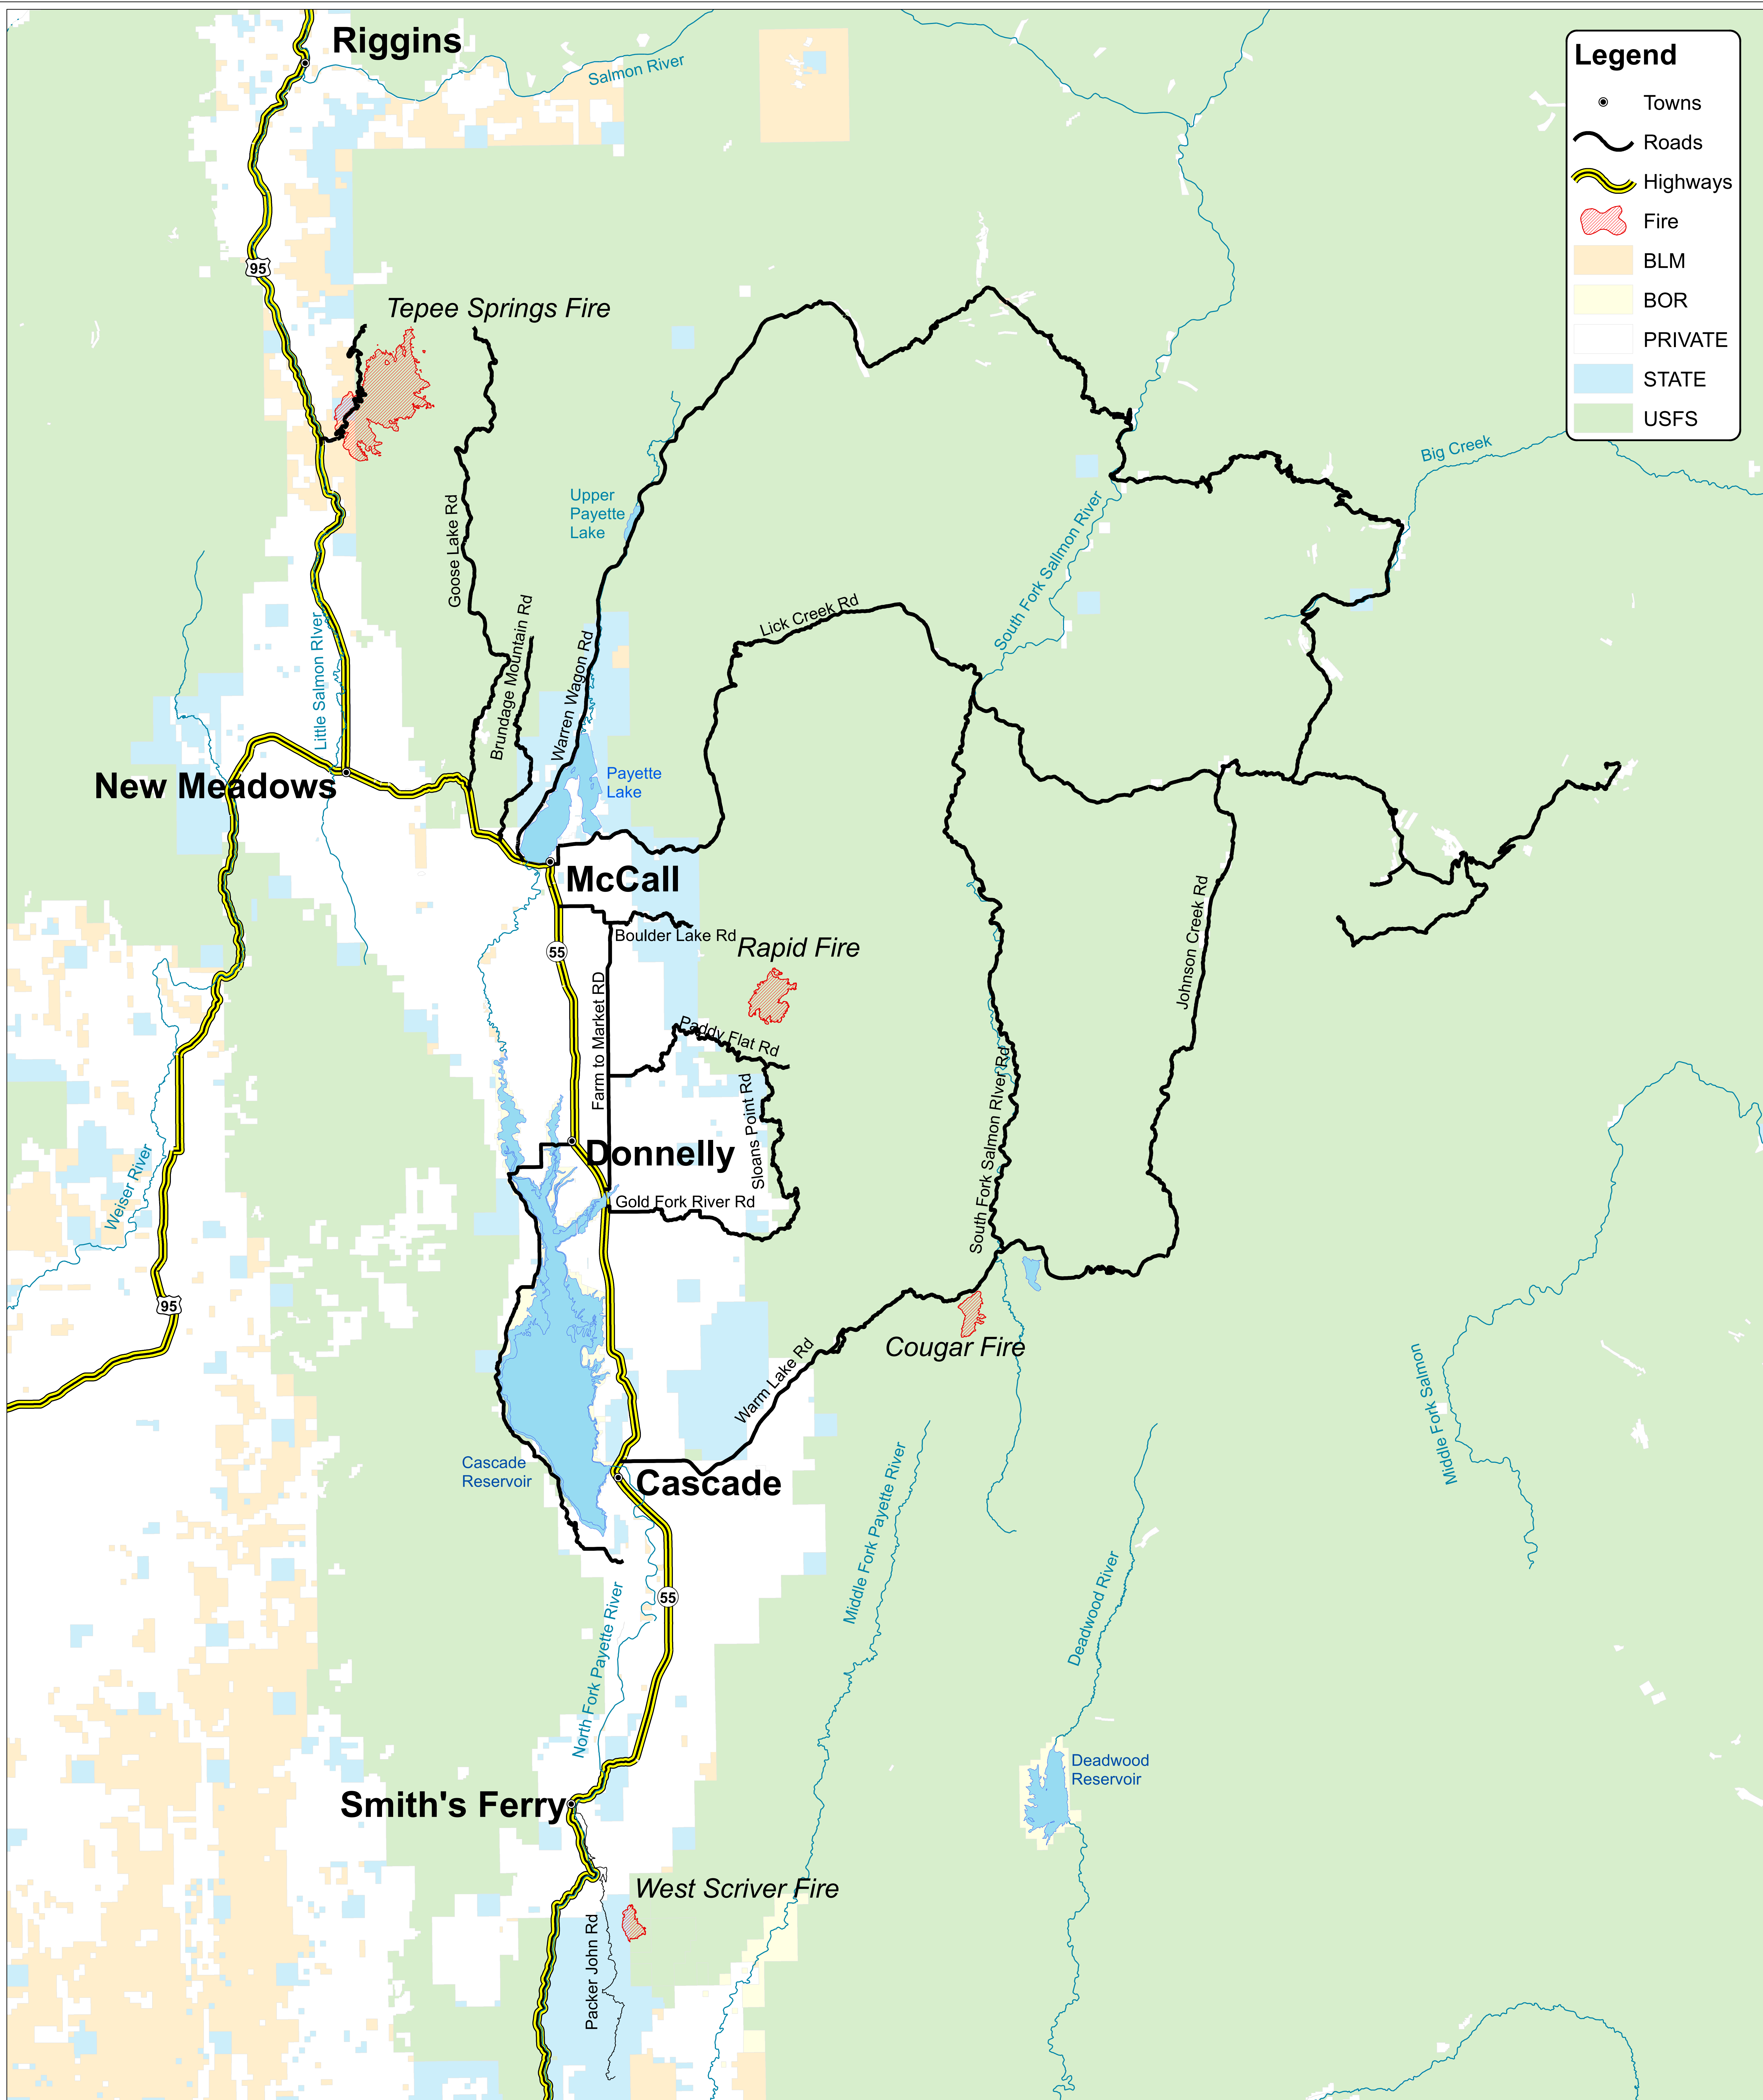 Riggins
Salmon River
Legend
Towns
Roads
Highways
Fire
BLM
BOR
PRIVATE
STATE
USFS
95
Tepee Springs Fire
Big Creek
Upper
Payette
Lake
Goose Lake Rd
South Fork Sallmon River
Lick Creek Rd
Brundage Mountain Rd
Warren Wagon Rd
Little Salmon RIver
New Meadows
Payette
Lake
McCall
Boulder Lake Rd
Rapid Fire
55
Johnson Creek Rd
Farm to Market RD
Paddy Flat Rd
Sloans Point Rd
South Fork Salmon RIver Rd
Donnelly
Weiser River
Gold Fork River Rd
95
Cougar Fire
Warm Lake Rd
Middle Fork Salmon
Cascade
Reservoir
Cascade
Middle Fork Payette River
Deadwood River
55
North Fork Payette River
Deadwood
Reservoir
Smith's Ferry
West Scriver Fire
Packer John Rd